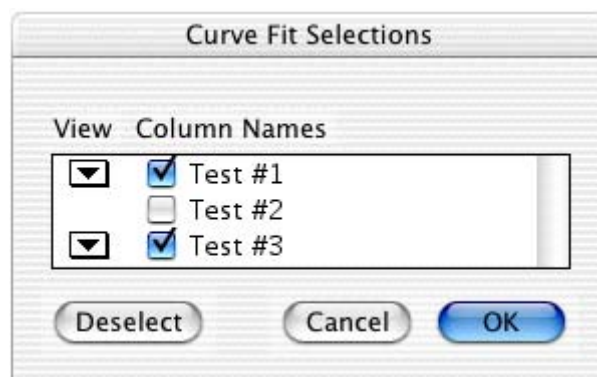 Curve Fit Selections
View Column Names
Test #1
Test #2
Test #3
Deselect Cancel OK